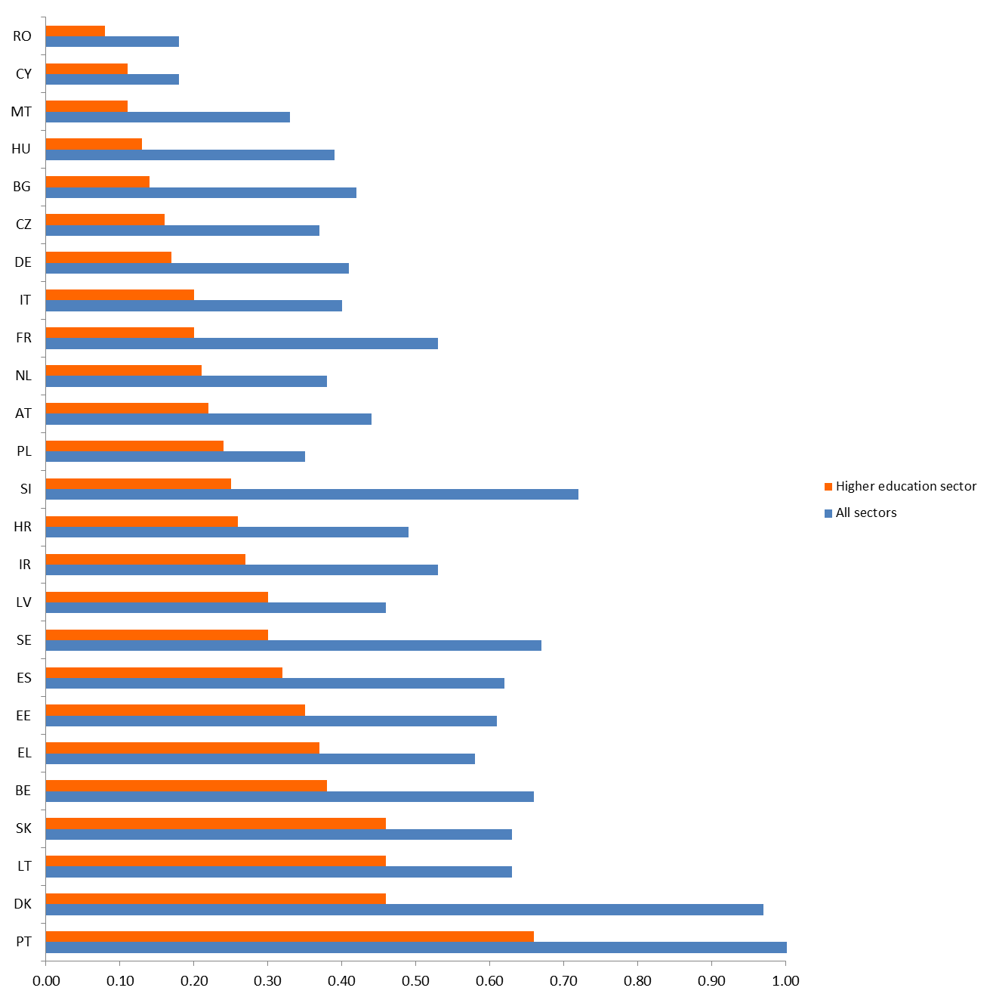 RO
CY
MT
HU
BG
CZ
DE
IT
FR
NL
AT
PL
SI
HR
IR
LV
SE
ES
EE
EL
BE
SK
LT
DK
PT
Higher education sector
All sectors
0.00 0.10 0.20 0.30 0.40 0.50 0.60 0.70 0.80 0.90 1.00